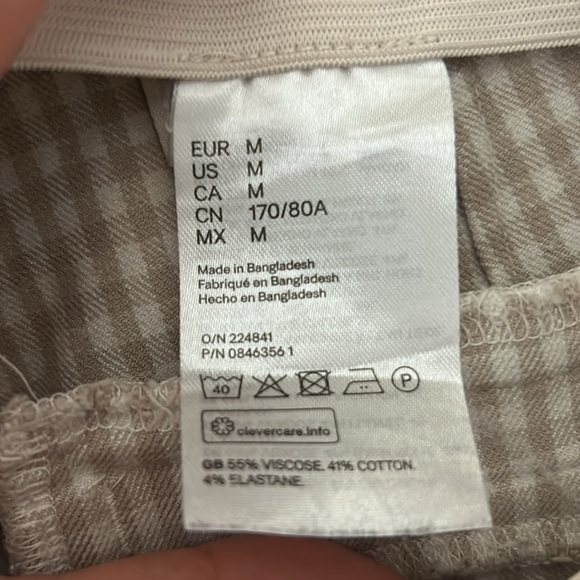 EUR M
US M
CA M
CN 170/80A
MX M
Made in Bangladesh
Fabriqué en Bangladesh
Hecho en Bangladesh
O/N 224841
P/N 0846356 1
40 P
clevercare.info
GB 55% VISCOSE. 41% COTTON.
4% ELASTANE.